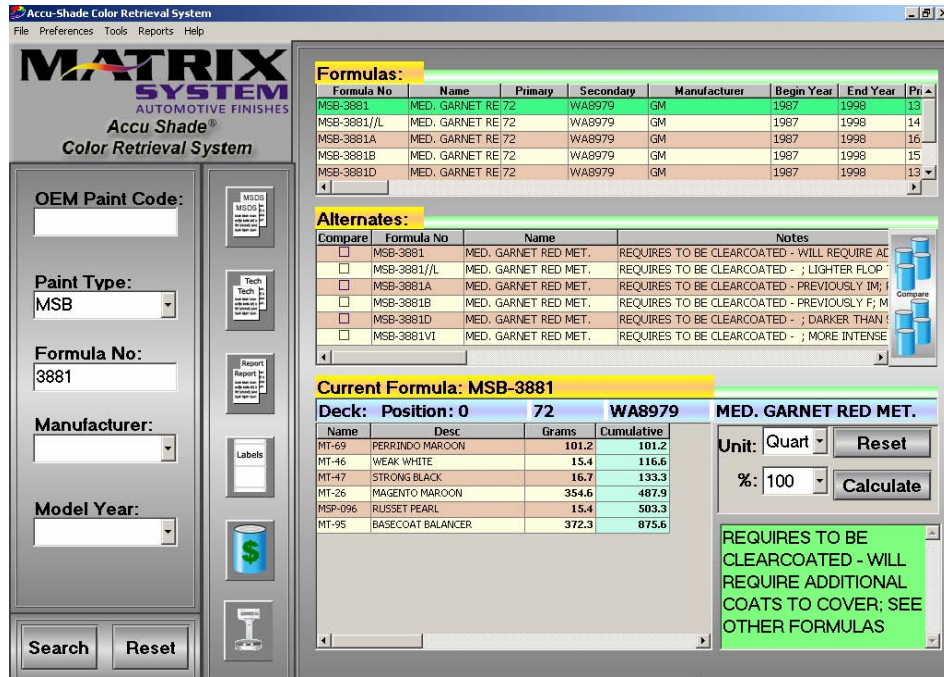 Accu-Shade Color Retrieval System
File Preferences Tools Reports Help
MATRIX
SYSTEM
AUTOMOTIVE FINISHES
Accu Shade®
Color Retrieval System
OEM Paint Code:
Paint Type:
MSB
Formula No:
3881
Manufacturer:
Model Year:
Search Reset
MSDS
MSDS
Tech
Tech
Report
Report
Labels
$
Formulas:
Formula No Name Primary Secondary Manufacturer Begin Year End Year Pri
MSB-3881 MED. GARNET RE 72 WA8979 GM 1987 1998 13
MSB-3881//L MED. GARNET RE 72 WA8979 GM 1987 1998 14
MSB-3881A MED. GARNET RE 72 WA8979 GM 1987 1998 16
MSB-3881B MED. GARNET RE 72 WA8979 GM 1987 1998 15
MSB-3881D MED. GARNET RE 72 WA8979 GM 1987 1998 13
Alternates:
Compare Formula No Name Notes
MSB-3881 MED. GARNET RED MET. REQUIRES TO BE CLEARCOATED - WILL REQUIRE AD
MSB-3881//L MED. GARNET RED MET. REQUIRES TO BE CLEARCOATED - ; LIGHTER FLOP
MSB-3881A MED. GARNET RED MET. REQUIRES TO BE CLEARCOATED - PREVIOUSLY IM;
MSB-3881B MED. GARNET RED MET. REQUIRES TO BE CLEARCOATED - PREVIOUSLY F; M
MSB-3881D MED. GARNET RED MET. REQUIRES TO BE CLEARCOATED - ; DARKER THAN
MSB-3881VI MED. GARNET RED MET. REQUIRES TO BE CLEARCOATED - ; MORE INTENSE
Compare
Current Formula: MSB-3881
Deck: Position: 0 72 WA8979 MED. GARNET RED MET.
Name Desc Grams Cumulative
MT-69 PERRINDO MAROON 101.2 101.2
MT-46 WEAK WHITE 15.4 116.6
MT-47 STRONG BLACK 16.7 133.3
MT-26 MAGENTO MAROON 354.6 487.9
MSP-096 RUSSET PEARL 15.4 503.3
MT-95 BASECOAT BALANCER 372.3 875.6
Unit: Quart Reset
%: 100 Calculate
REQUIRES TO BE
CLEARCOATED - WILL
REQUIRE ADDITIONAL
COATS TO COVER; SEE
OTHER FORMULAS